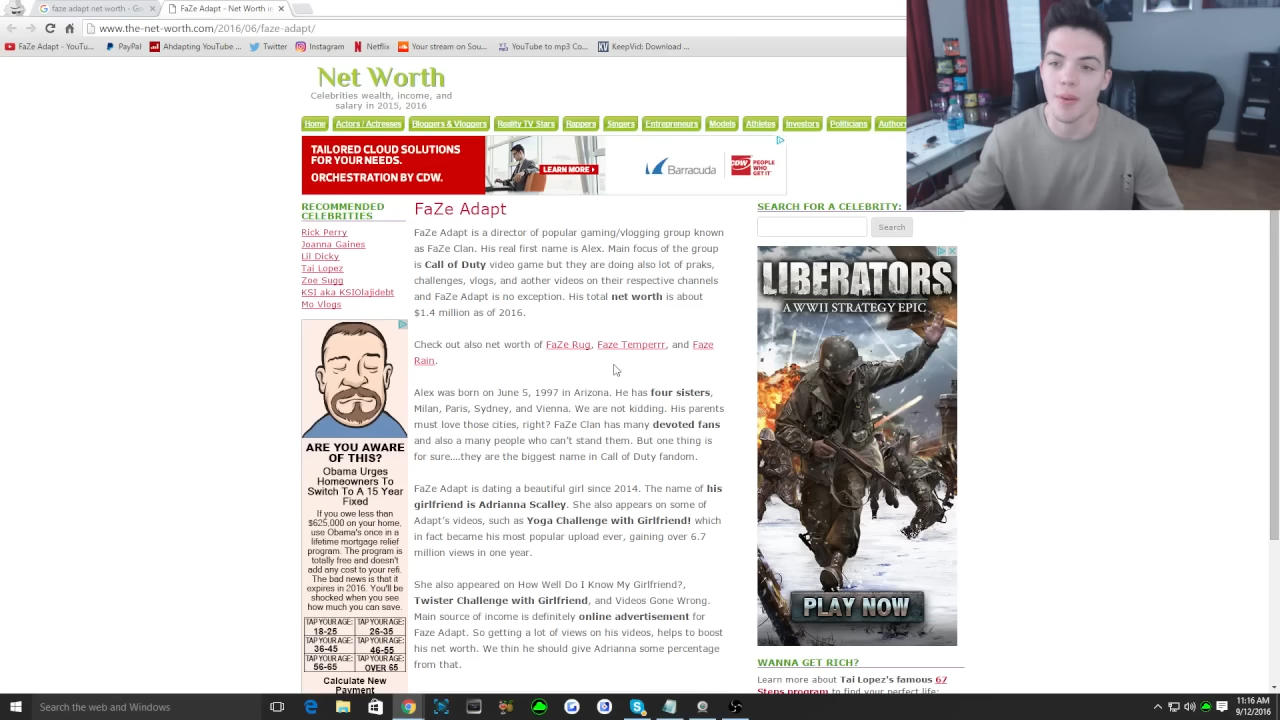 faze adapt net worth - Go
FaZe Adapt - Net Worth
www.the-net-worth.com/2016/06/faze-adapt/
FaZe Adapt - YouTub
PayPal
Ahdapting YouTube ...
Twitter
Instagram
Netflix
Your stream on Sou...
YouTube to mp3 Co...
KeepVid: Download ...
Net Worth
Celebrities wealth, income, and
salary in 2015, 2016
Home
Actors / Actresses
Bloggers & Vloggers
Reality TV Stars
Rappers
Singers
Entrepreneurs
Models
Athletes
Investors
Politicians
Authors
TAILORED CLOUD SOLUTIONS
FOR YOUR NEEDS.
ORCHESTRATION BY CDW.
LEARN MORE
Barracuda
CDW PEOPLE
WHO
GET IT
RECOMMENDED
CELEBRITIES
Rick Perry
Joanna Gaines
Lil Dicky
Tai Lopez
Zoe Sugg
KSI aka KSIOlajidebt
Mo Vlogs
ARE YOU AWARE
OF THIS?
Obama Urges
Homeowners To
Switch To A 15 Year
Fixed
If you owe less than
$625,000 on your home,
use Obama's once in a
lifetime mortgage relief
program. The program is
totally free and doesn't
add any cost to your refi.
The bad news is that it
expires in 2016. You'll be
shocked when you see
how much you can save.
TAP YOUR AGE: TAP YOUR AGE:
18-25 26-35
TAP YOUR AGE: TAP YOUR AGE:
36-45 46-55
TAP YOUR AGE: TAP YOUR AGE:
56-65 OVER 65
Calculate New
Payment
FaZe Adapt
FaZe Adapt is a director of popular gaming/vlogging group known
as FaZe Clan. His real first name is Alex. Main focus of the group
is Call of Duty video game but they are doing also lot of praks,
challenges, vlogs, and aother videos on their respective channels
and FaZe Adapt is no exception. His total net worth is about
$1.4 million as of 2016.
Check out also net worth of FaZe Rug, Faze Temperrr, and Faze
Rain.
Alex was born on June 5, 1997 in Arizona. He has four sisters,
Milan, Paris, Sydney, and Vienna. We are not kidding. His parents
must love those cities, right? FaZe Clan has many devoted fans
and also a many people who can't stand them. But one thing is
for sure....they are the biggest name in Call of Duty fandom.
FaZe Adapt is dating a beautiful girl since 2014. The name of his
girlfriend is Adrianna Scalley. She also appears on some of
Adapt's videos, such as Yoga Challenge with Girlfriend! which
in fact became his most popular upload ever, gaining over 6.7
million views in one year.
She also appeared on How Well Do I Know My Girlfriend?,
Twister Challenge with Girlfriend, and Videos Gone Wrong.
Main source of income is definitely online advertisement for
Faze Adapt. So getting a lot of views on his videos, helps to boost
his net worth. We thin he should give Adrianna some percentage
from that.
SEARCH FOR A CELEBRITY:
Search
LIBERATORS
A WWII STRATEGY EPIC
PLAY NOW
WANNA GET RICH?
Learn more about Tai Lopez's famous 67
Steps program to find your perfect life:
Search the web and Windows
11:16 AM
9/12/2016